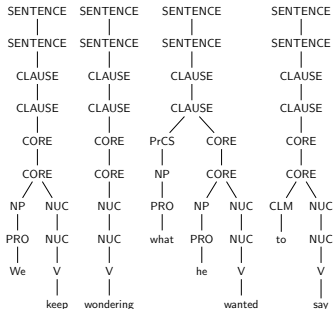 SENTENCE SENTENCE SENTENCE SENTENCE
SENTENCE SENTENCE SENTENCE SENTENCE
CLAUSE CLAUSE CLAUSE CLAUSE
CLAUSE CLAUSE CLAUSE CLAUSE
CORE CORE PrCS CORE CORE
CORE CORE NP CORE CORE
NP NUC NUC PRO NP NUC CLM NUC
PRO NUC NUC what PRO NUC to NUC
We V V he V V
keep wondering wanted say